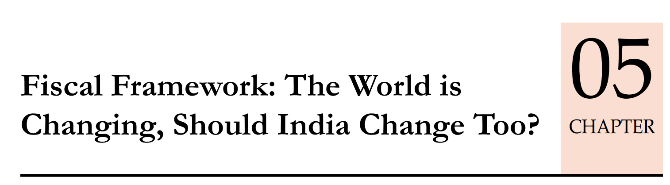 Fiscal Framework: The World is
Changing, Should India Change Too?
05
CHAPTER